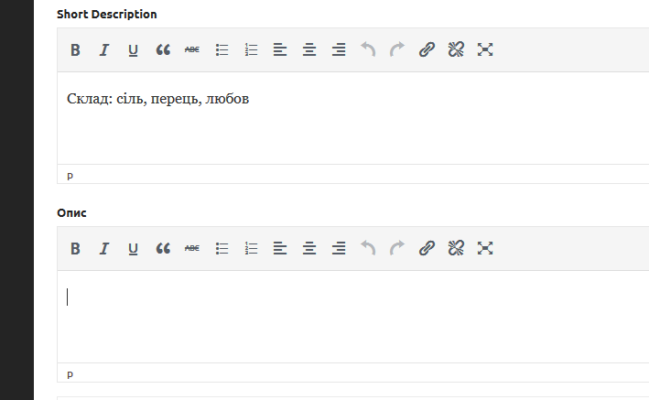 Short Description
B I U ABC
Склад: сіль, перець, любов
p
Опис
B I U ABC
p